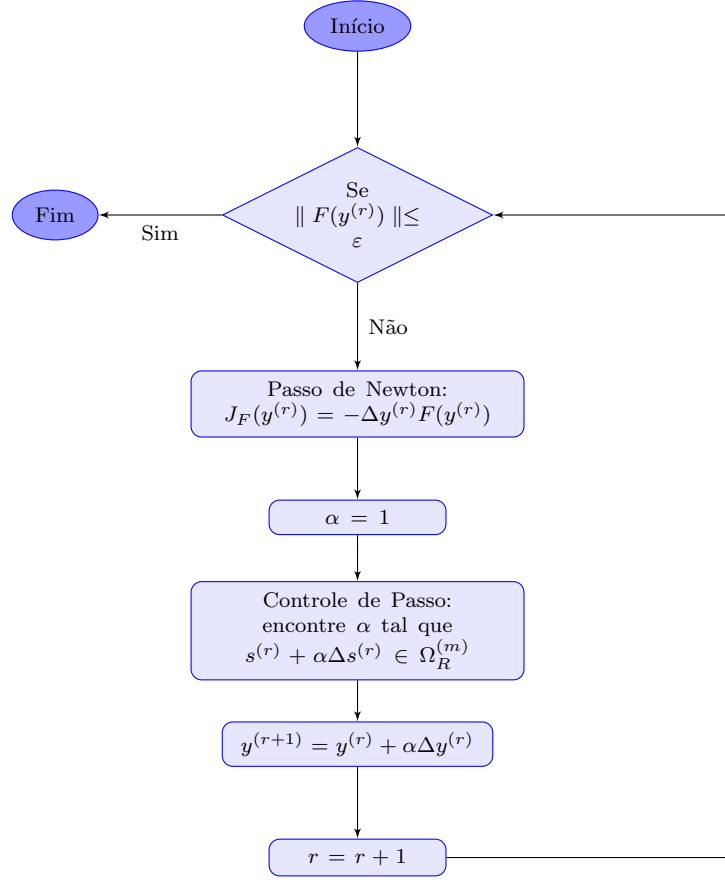 Início
Se
∥ F(y^{(r)}) ∥≤
ε
Fim
Sim
Não
Passo de Newton:
J_F(y^{(r)}) = −Δy^{(r)}F(y^{(r)})
α = 1
Controle de Passo:
encontre α tal que
s^{(r)} + αΔs^{(r)} ∈ Ω_R^{(m)}
y^{(r+1)} = y^{(r)} + αΔy^{(r)}
r = r + 1